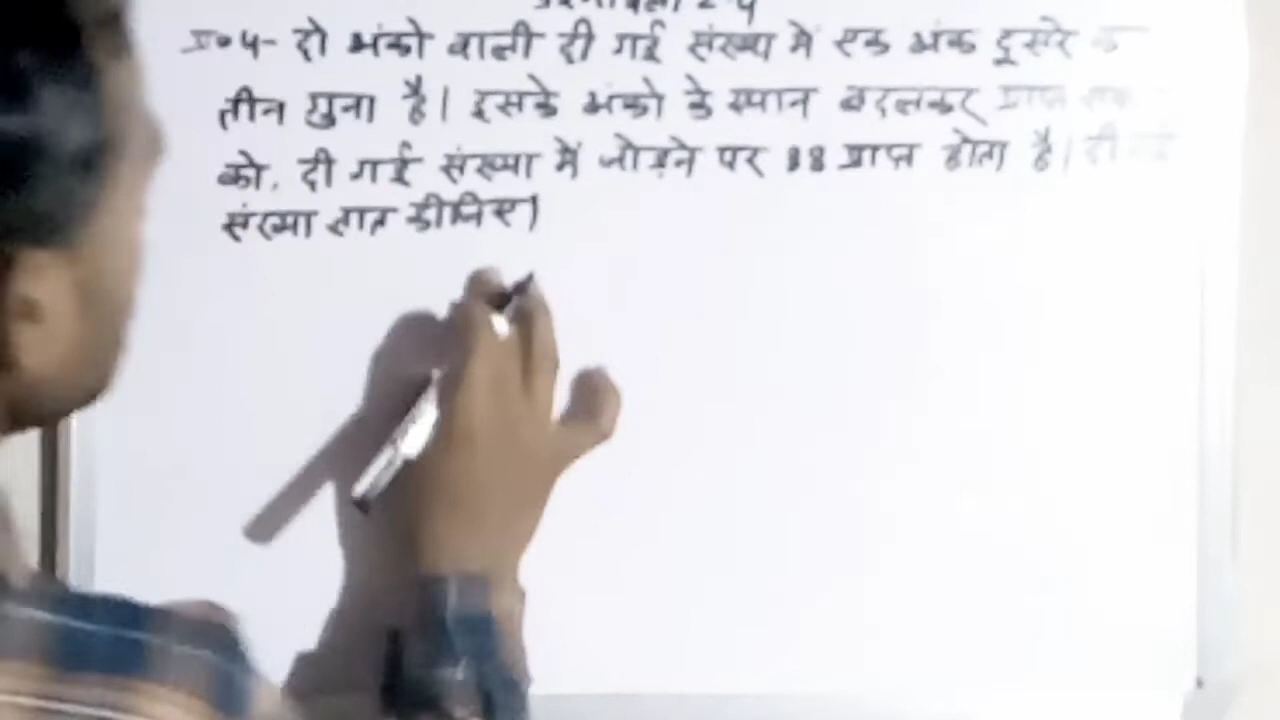 प्र०4- दो अंको वाली दी गई संख्या में एक अंक दूसरे
तीन गुना है। इसके अंको के स्थान बदलकर प्राप्त
को, दी गई संख्या में जोड़ने पर 88 प्राप्त होता है। दी
संख्या ज्ञात कीजिए।